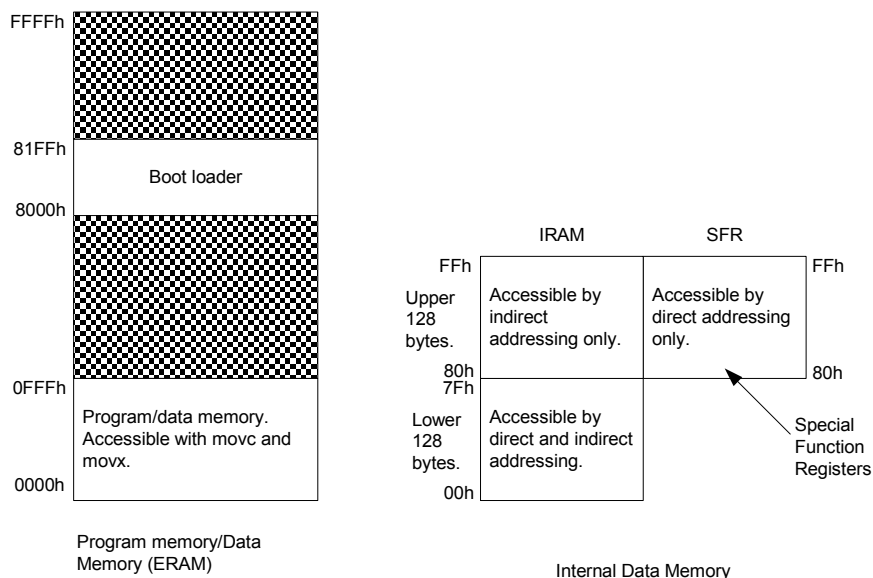 FFFFh
81FFh
Boot loader
8000h
0FFFh
Program/data memory.
Accessible with movc and
movx.
0000h
Program memory/Data
Memory (ERAM)
IRAM
SFR
FFh
FFh
Upper
128
bytes.
Accessible by
indirect
addressing only.
Accessible by
direct addressing
only.
80h
80h
7Fh
Lower
128
bytes.
Accessible by
direct and indirect
addressing.
Special
Function
Registers
00h
Internal Data Memory